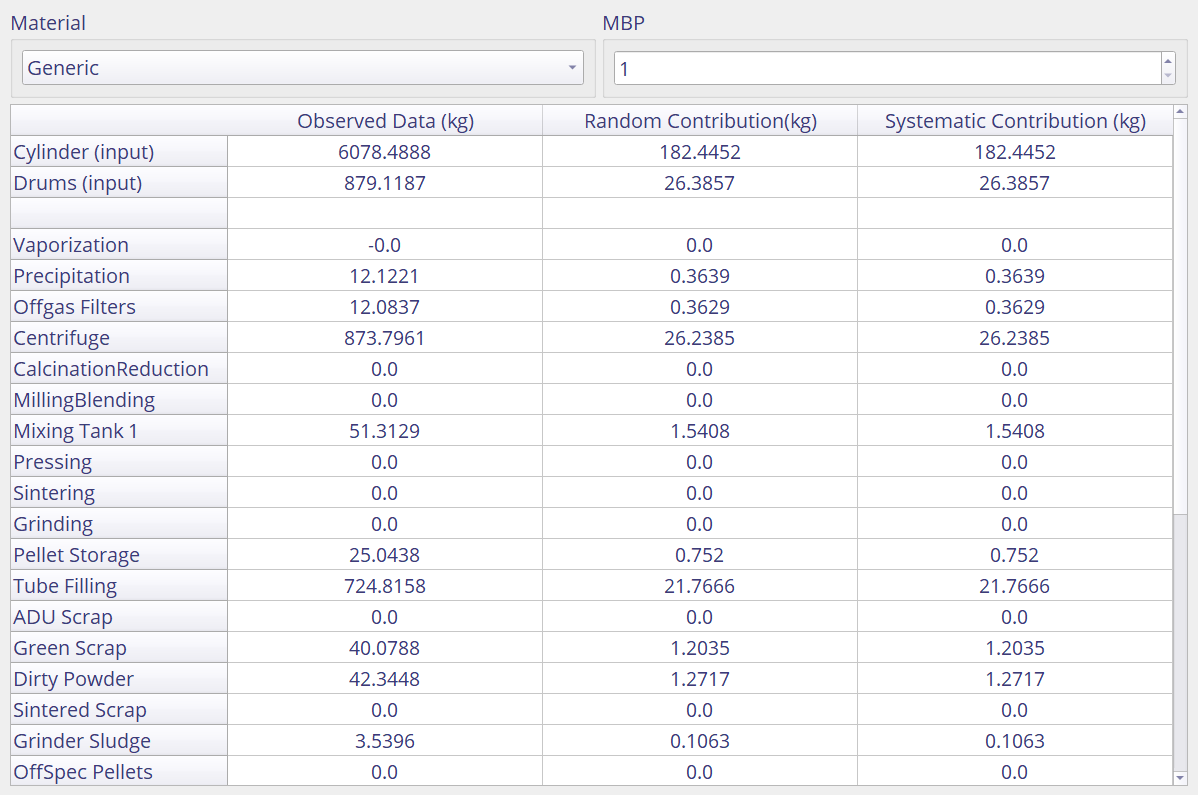 Material MBP
Generic 1
Observed Data (kg) Random Contribution(kg) Systematic Contribution (kg)
Cylinder (input) 6078.4888 182.4452 182.4452
Drums (input) 879.1187 26.3857 26.3857
Vaporization -0.0 0.0 0.0
Precipitation 12.1221 0.3639 0.3639
Offgas Filters 12.0837 0.3629 0.3629
Centrifuge 873.7961 26.2385 26.2385
CalcinationReduction 0.0 0.0 0.0
MillingBlending 0.0 0.0 0.0
Mixing Tank 1 51.3129 1.5408 1.5408
Pressing 0.0 0.0 0.0
Sintering 0.0 0.0 0.0
Grinding 0.0 0.0 0.0
Pellet Storage 25.0438 0.752 0.752
Tube Filling 724.8158 21.7666 21.7666
ADU Scrap 0.0 0.0 0.0
Green Scrap 40.0788 1.2035 1.2035
Dirty Powder 42.3448 1.2717 1.2717
Sintered Scrap 0.0 0.0 0.0
Grinder Sludge 3.5396 0.1063 0.1063
OffSpec Pellets 0.0 0.0 0.0